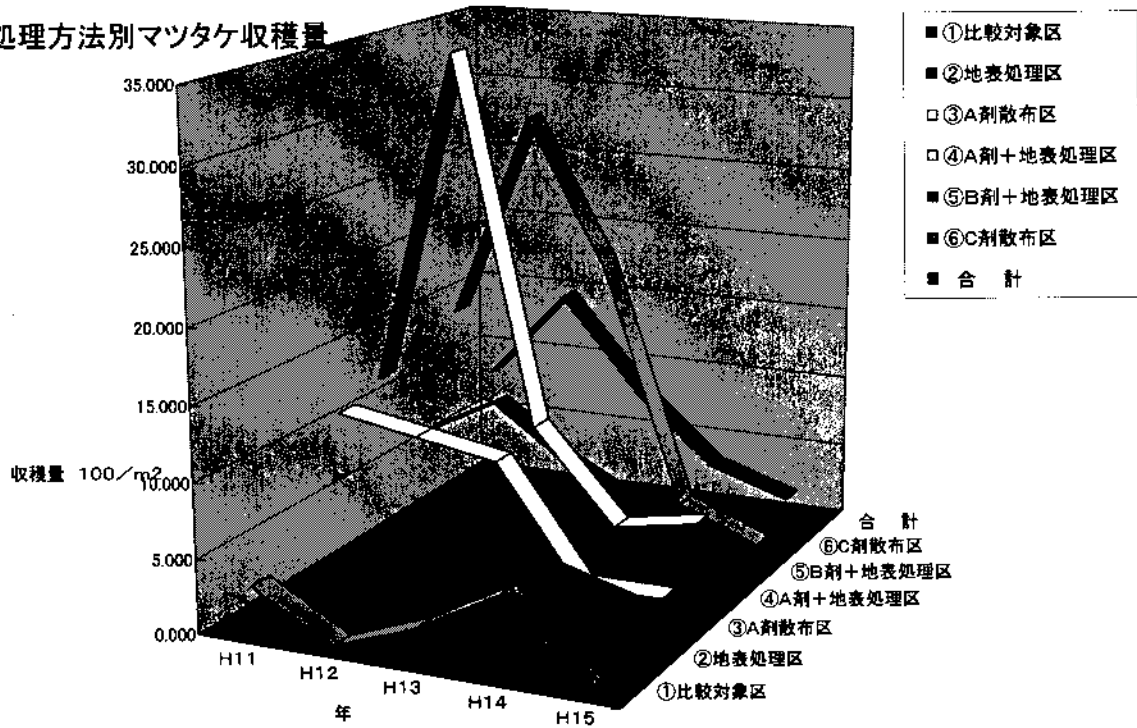 処理方法別マツタケ収穫量
35.000
30.000
25.000
20.000
15.000
10.000
5.000
0.000
収穫量 100／m²
H11
H12
H13
H14
H15
年
①比較対象区
②地表処理区
③A剤散布区
④A剤＋地表処理区
⑤B剤＋地表処理区
⑥C剤散布区
合 計
■ ①比較対象区
■ ②地表処理区
□ ③A剤散布区
□ ④A剤＋地表処理区
■ ⑤B剤＋地表処理区
■ ⑥C剤散布区
■ 合 計